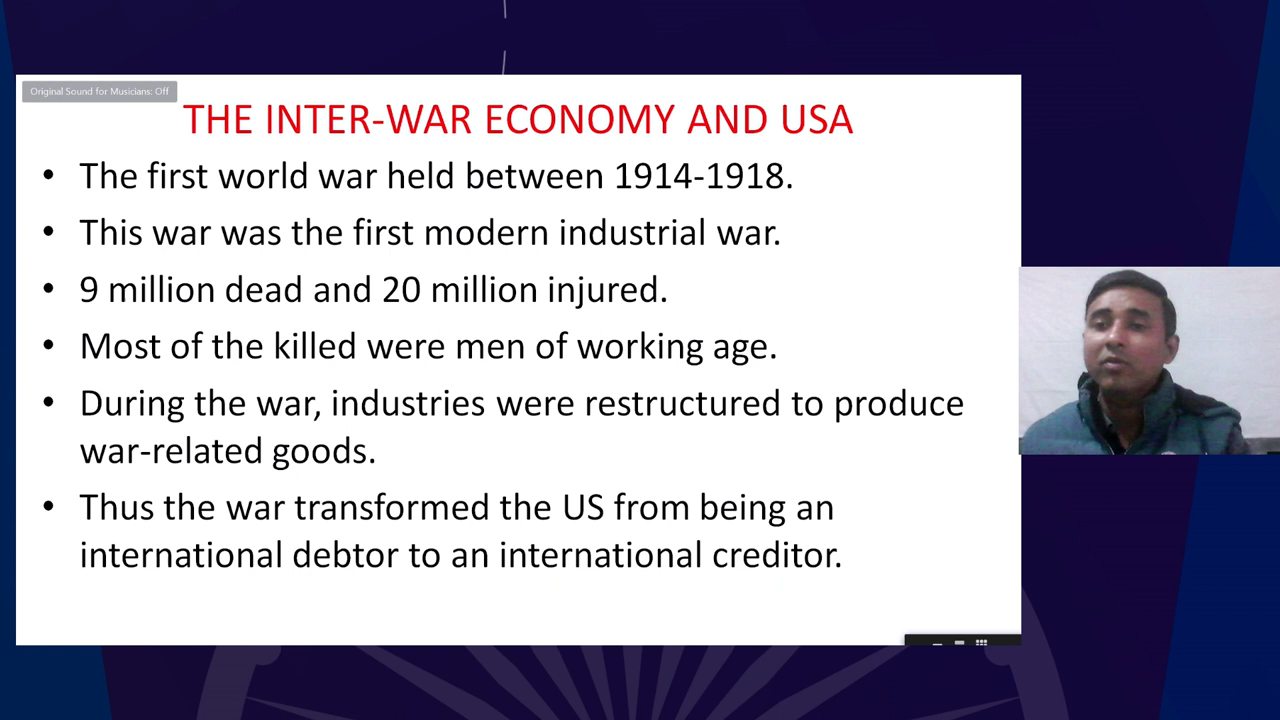 Original Sound for Musicians: Off
THE INTER-WAR ECONOMY AND USA
• The first world war held between 1914-1918.
• This war was the first modern industrial war.
• 9 million dead and 20 million injured.
• Most of the killed were men of working age.
• During the war, industries were restructured to produce
war-related goods.
• Thus the war transformed the US from being an
international debtor to an international creditor.